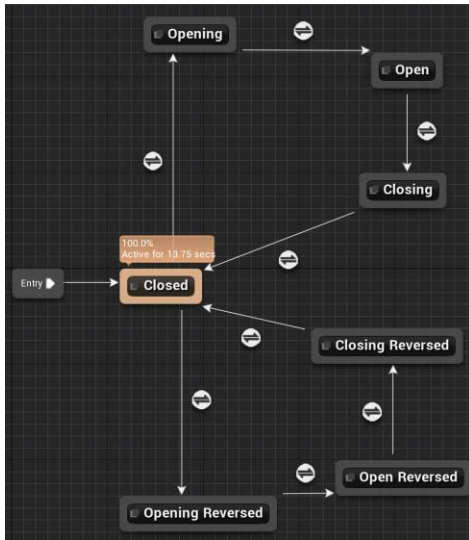 Opening
Open
Closing
100.0%
Active for 13.75 secs
Entry
Closed
Closing Reversed
Open Reversed
Opening Reversed